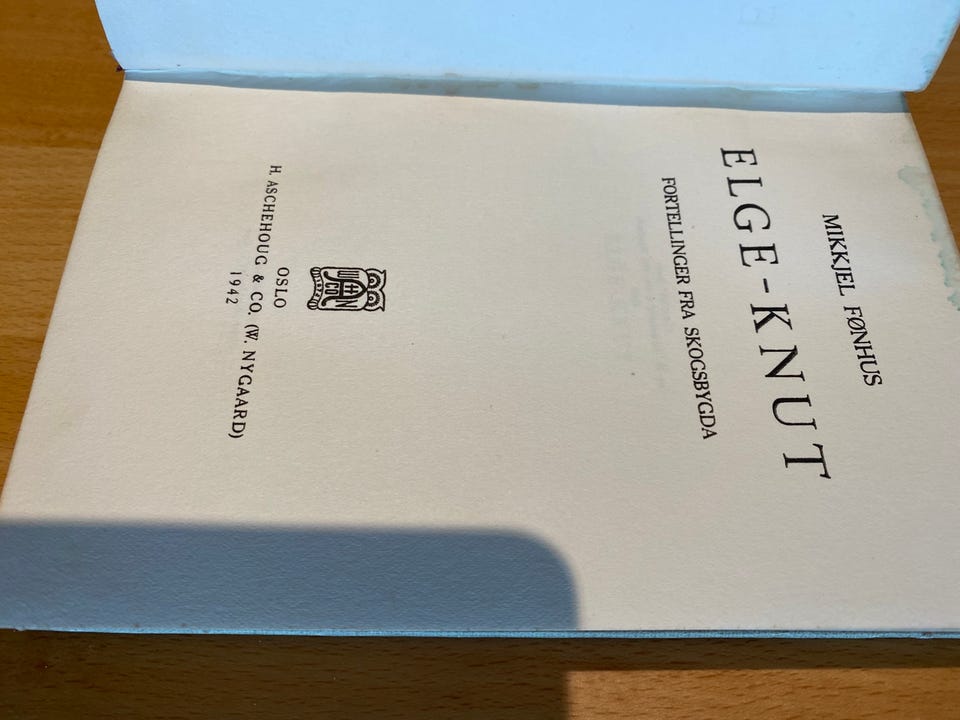 MIKKJEL FØNHUS
ELGE-KNUT
FORTELLINGER FRA SKOGSBYGDA
OSLO
H. ASCHEHOUG & CO. (W. NYGAARD)
1942